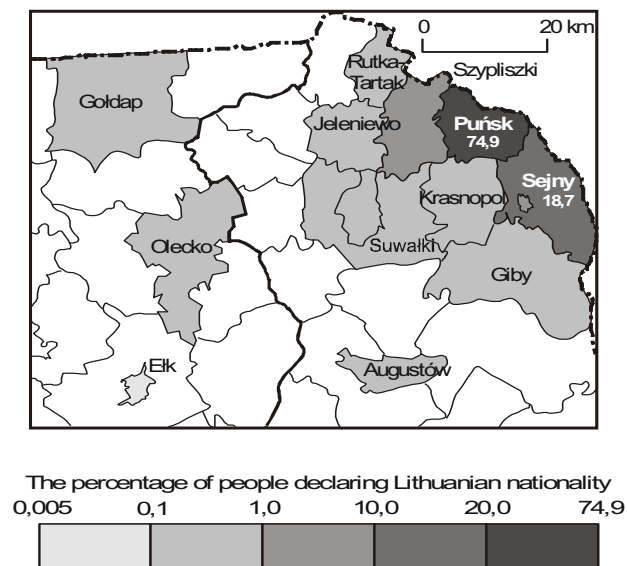 0 20 km
Rutka-
Tartak
Szypliszki
Gołdap
Jeleniewo
Puńsk
74,9
Sejny
18,7
Krasnopol
Olecko
Suwałki
Giby
Ełk
Augustów
The percentage of people declaring Lithuanian nationality
0,005 0,1 1,0 10,0 20,0 74,9